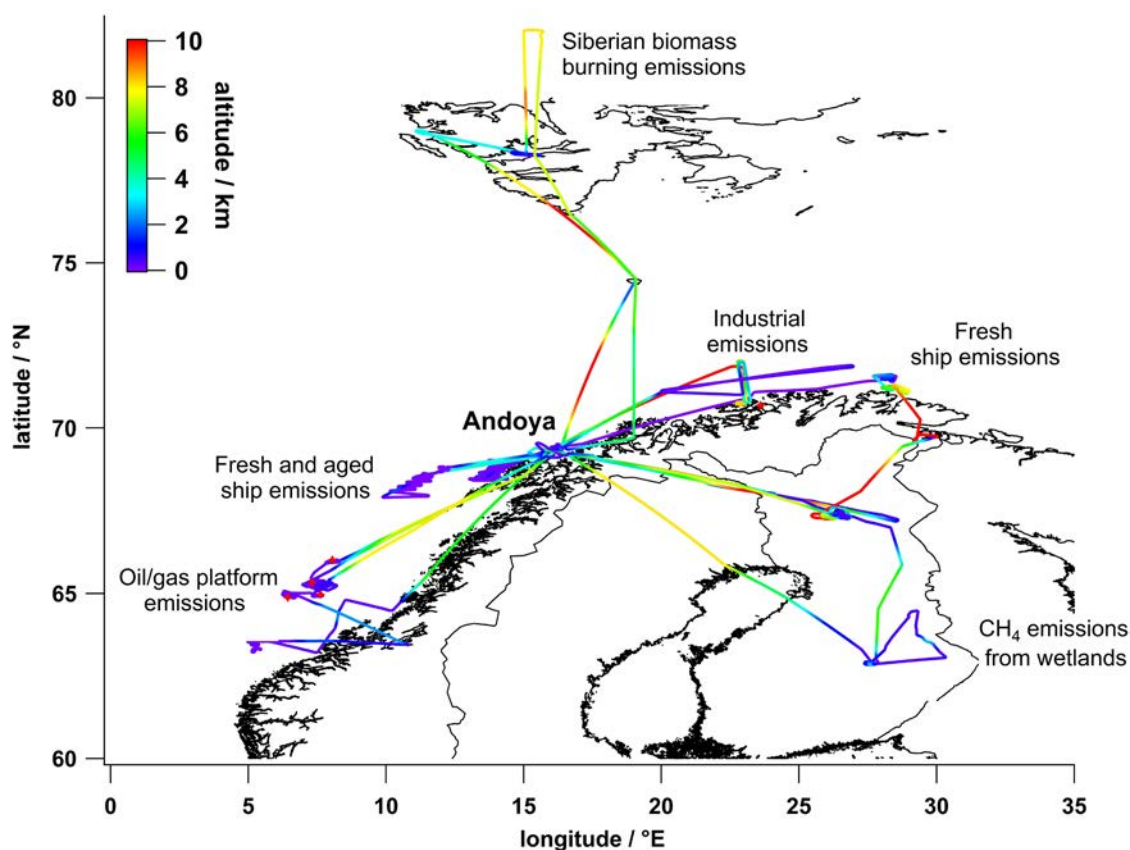 Siberian biomass
burning emissions
10
8
6
4
2
0
altitude / km
80
75
70
65
60
latitude / °N
Industrial
emissions
Fresh
ship emissions
Andoya
Fresh and aged
ship emissions
Oil/gas platform
emissions
CH₄ emissions
from wetlands
0 5 10 15 20 25 30 35
longitude / °E